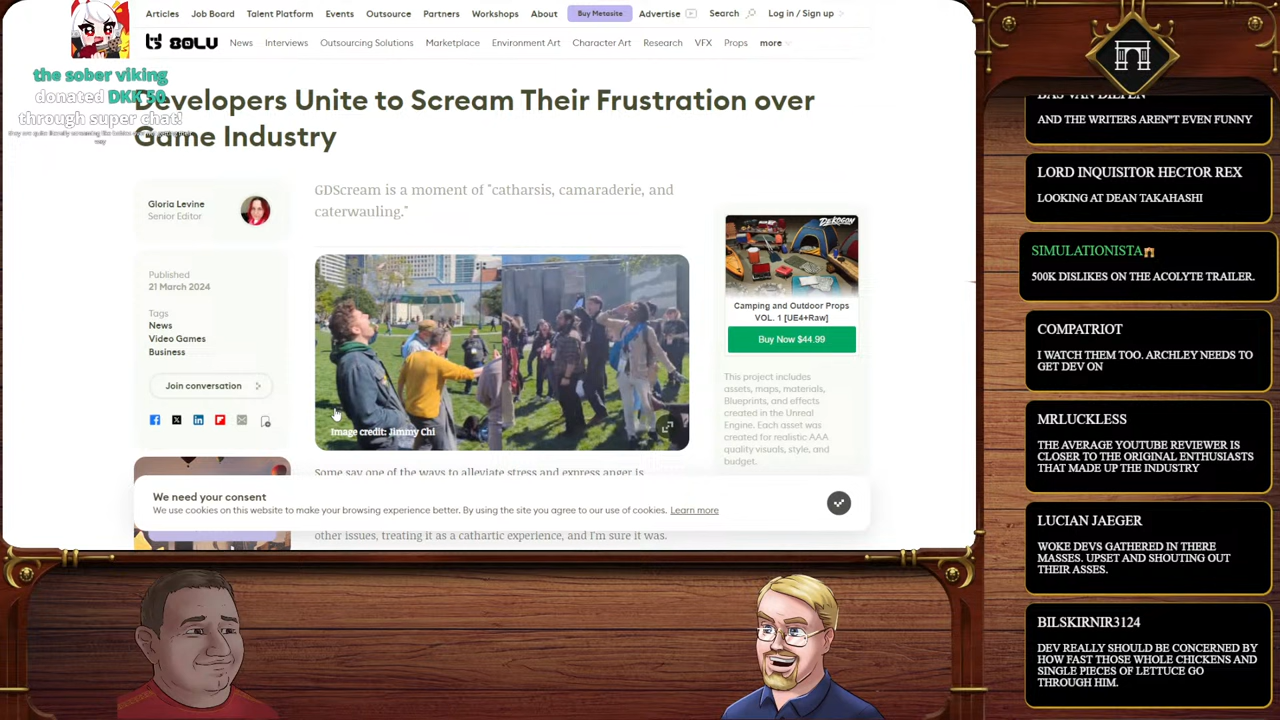 Articles Job Board Talent Platform Events Outsource Partners Workshops About Buy Metasite Advertise Search Log in / Sign up
80LV News Interviews Outsourcing Solutions Marketplace Environment Art Character Art Research VFX Props more
the sober viking
donated DKK 50
through super chat!
way
Developers Unite to Scream Their Frustration over
Game Industry
GDScream is a moment of "catharsis, camaraderie, and
caterwauling."
Gloria Levine
Senior Editor
Published
21 March 2024
Tags
News
Video Games
Business
Join conversation
Image credit: Jimmy Chi
DEKOGON
Camping and Outdoor Props
VOL. 1 [UE4+Raw]
Buy Now $44.99
This project includes
assets, maps, materials,
Blueprints, and effects
created in the Unreal
Engine. Each asset was
created for realistic AAA
quality visuals, style, and
budget.
Some say one of the ways to alleviate stress and express anger is
We need your consent
We use cookies on this website to make your browsing experience better. By using the site you agree to our use of cookies. Learn more
other issues, treating it as a cathartic experience, and I'm sure it was.
BAS VAN DIEPEN
AND THE WRITERS AREN"T EVEN FUNNY
LORD INQUISITOR HECTOR REX
LOOKING AT DEAN TAKAHASHI
SIMULATIONISTA
500K DISLIKES ON THE ACOLYTE TRAILER.
COMPATRIOT
I WATCH THEM TOO. ARCHLEY NEEDS TO
GET DEV ON
MRLUCKLESS
THE AVERAGE YOUTUBE REVIEWER IS
CLOSER TO THE ORIGINAL ENTHUSIASTS
THAT MADE UP THE INDUSTRY
LUCIAN JAEGER
WOKE DEVS GATHERED IN THERE
MASSES. UPSET AND SHOUTING OUT
THEIR ASSES.
BILSKIRNIR3124
DEV REALLY SHOULD BE CONCERNED BY
HOW FAST THOSE WHOLE CHICKENS AND
SINGLE PIECES OF LETTUCE GO
THROUGH HIM.